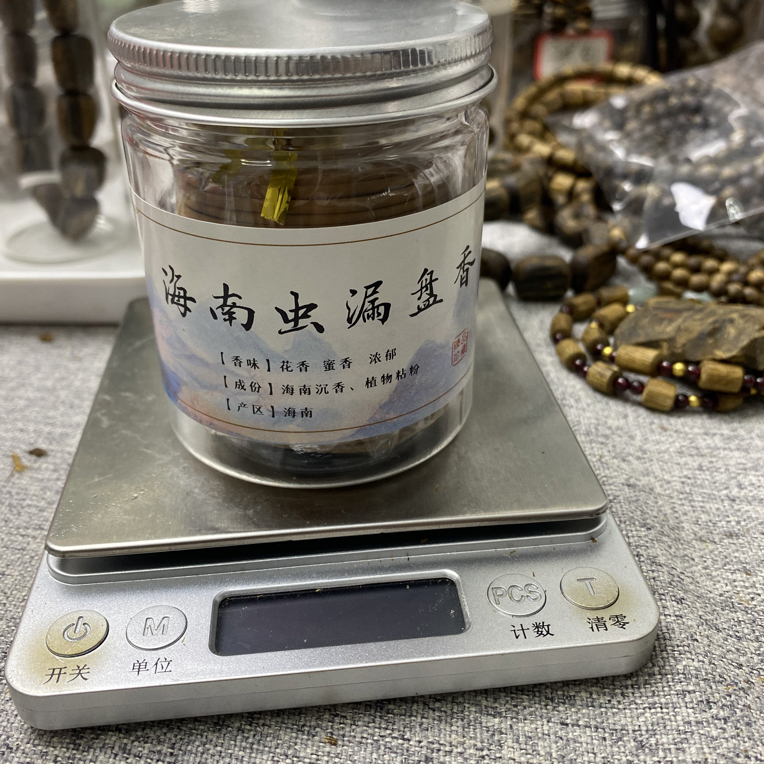 海南虫漏盘香
【香味】花香 蜜香 浓郁
【成份】海南沉香、植物粘粉
【产区】海南
M
PCS
T
开关
单位
计数
清零